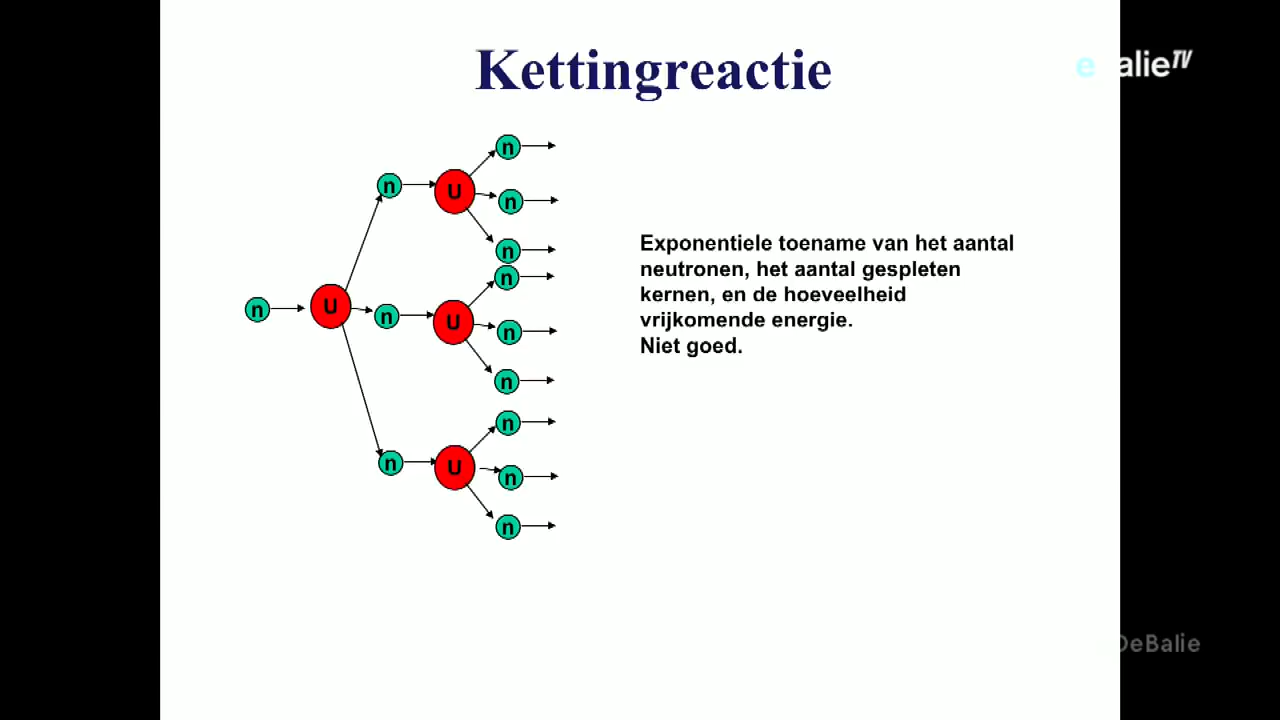 Kettingreactie
eBalieTV
n
n U n
n
n
n
n U n U n
n
n
n U n
n
Exponentiele toename van het aantal
neutronen, het aantal gespleten
kernen, en de hoeveelheid
vrijkomende energie.
Niet goed.
DeBalie